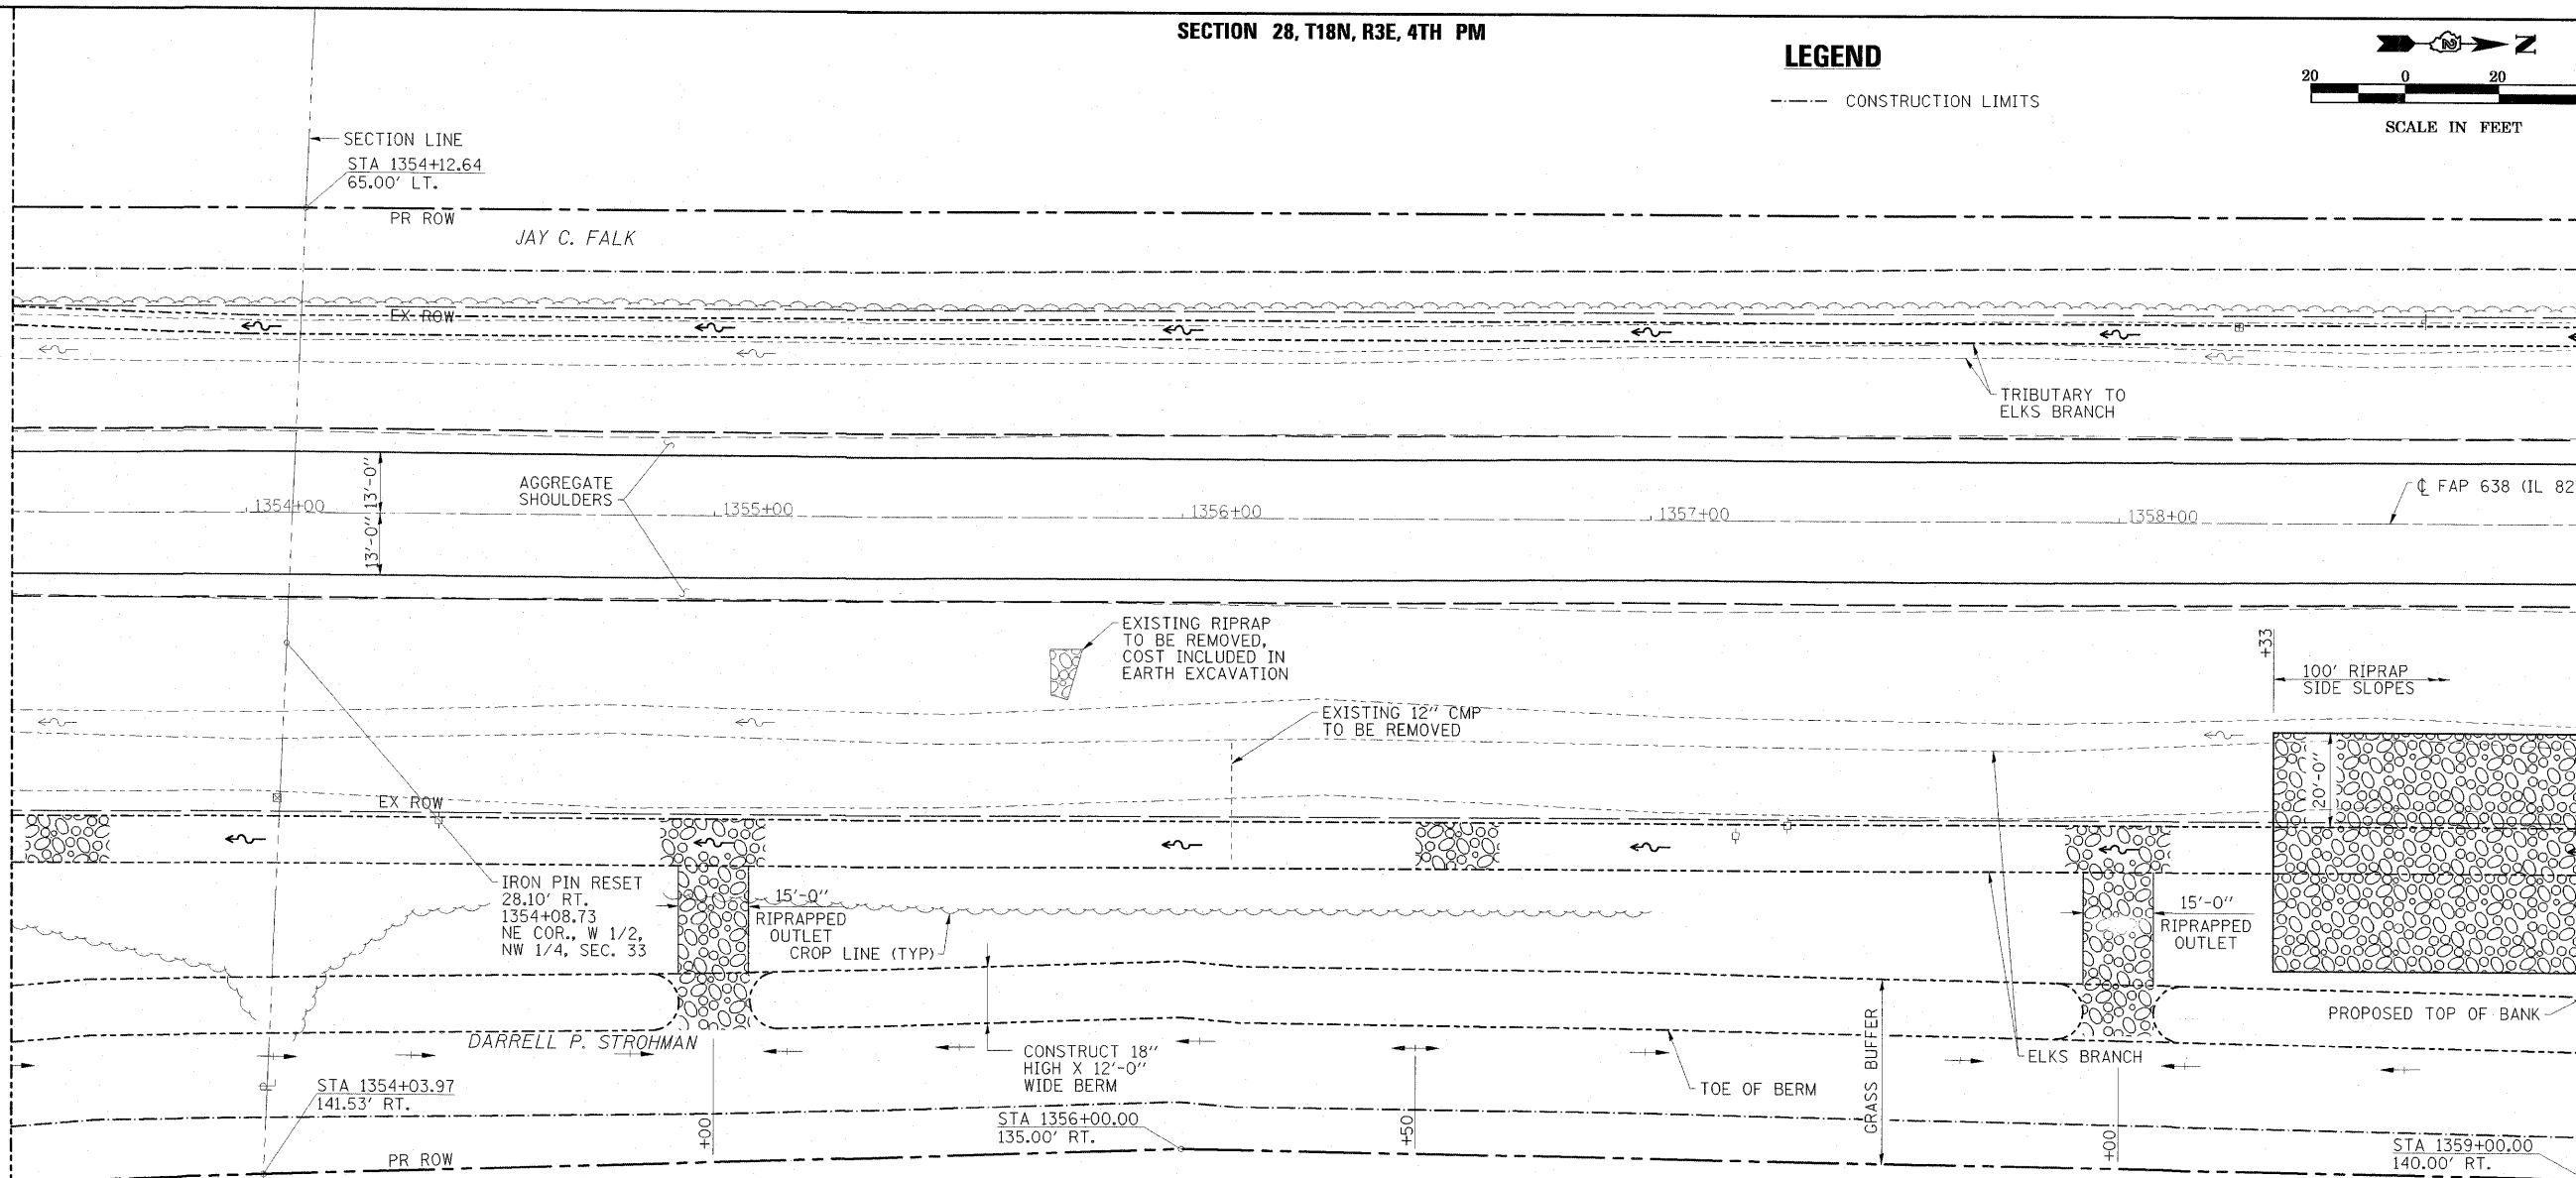 SECTION 28, T18N, R3E, 4TH PM
LEGEND
CONSTRUCTION LIMITS
N
20 0 20
SCALE IN FEET
SECTION LINE
STA 1354+12.64
65.00' LT.
PR ROW
JAY C. FALK
EX ROW
TRIBUTARY TO
ELKS BRANCH
13'-0"
13'-0"
AGGREGATE
SHOULDERS
1354+00
1355+00
1356+00
1357+00
1358+00
℄ FAP 638 (IL 82
EXISTING RIPRAP
TO BE REMOVED,
COST INCLUDED IN
EARTH EXCAVATION
+33
100' RIPRAP
SIDE SLOPES
EXISTING 12" CMP
TO BE REMOVED
20'-0"
EX ROW
IRON PIN RESET
28.10' RT.
1354+08.73
NE COR., W 1/2,
NW 1/4, SEC. 33
15'-0"
RIPRAPPED
OUTLET
CROP LINE (TYP)
15'-0"
RIPRAPPED
OUTLET
PROPOSED TOP OF BANK
DARRELL P. STROHMAN
CONSTRUCT 18"
HIGH X 12'-0"
WIDE BERM
GRASS BUFFER
ELKS BRANCH
TOE OF BERM
PL
STA 1354+03.97
141.53' RT.
+00
STA 1356+00.00
135.00' RT.
+50
+00
STA 1359+00.00
140.00' RT.
PR ROW